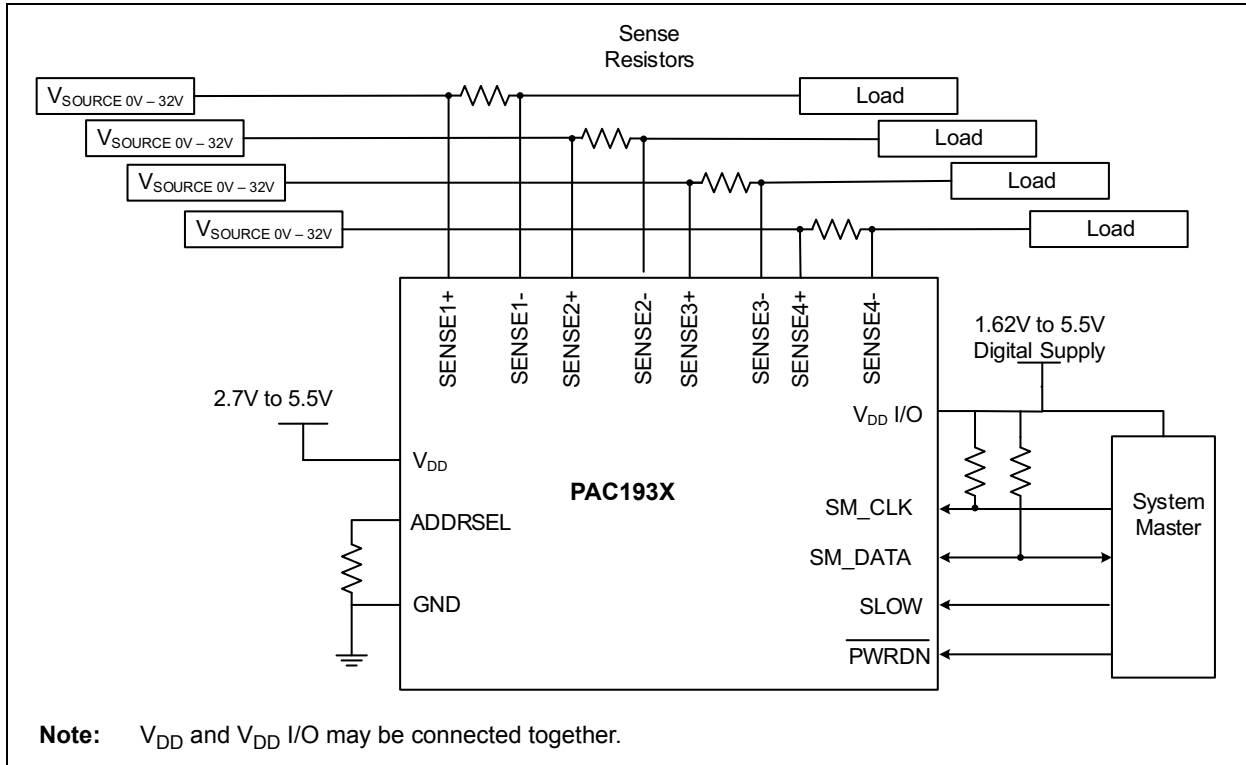 Sense
Resistors
VSOURCE 0V – 32V
Load
VSOURCE 0V – 32V
Load
VSOURCE 0V – 32V
Load
VSOURCE 0V – 32V
Load
SENSE1+
SENSE1-
SENSE2+
SENSE2-
SENSE3+
SENSE3-
SENSE4+
SENSE4-
1.62V to 5.5V
Digital Supply
2.7V to 5.5V
VDD I/O
VDD
PAC193X
ADDRSEL
SM_CLK
System
Master
SM_DATA
GND
SLOW
PWRDN
Note: VDD and VDD I/O may be connected together.